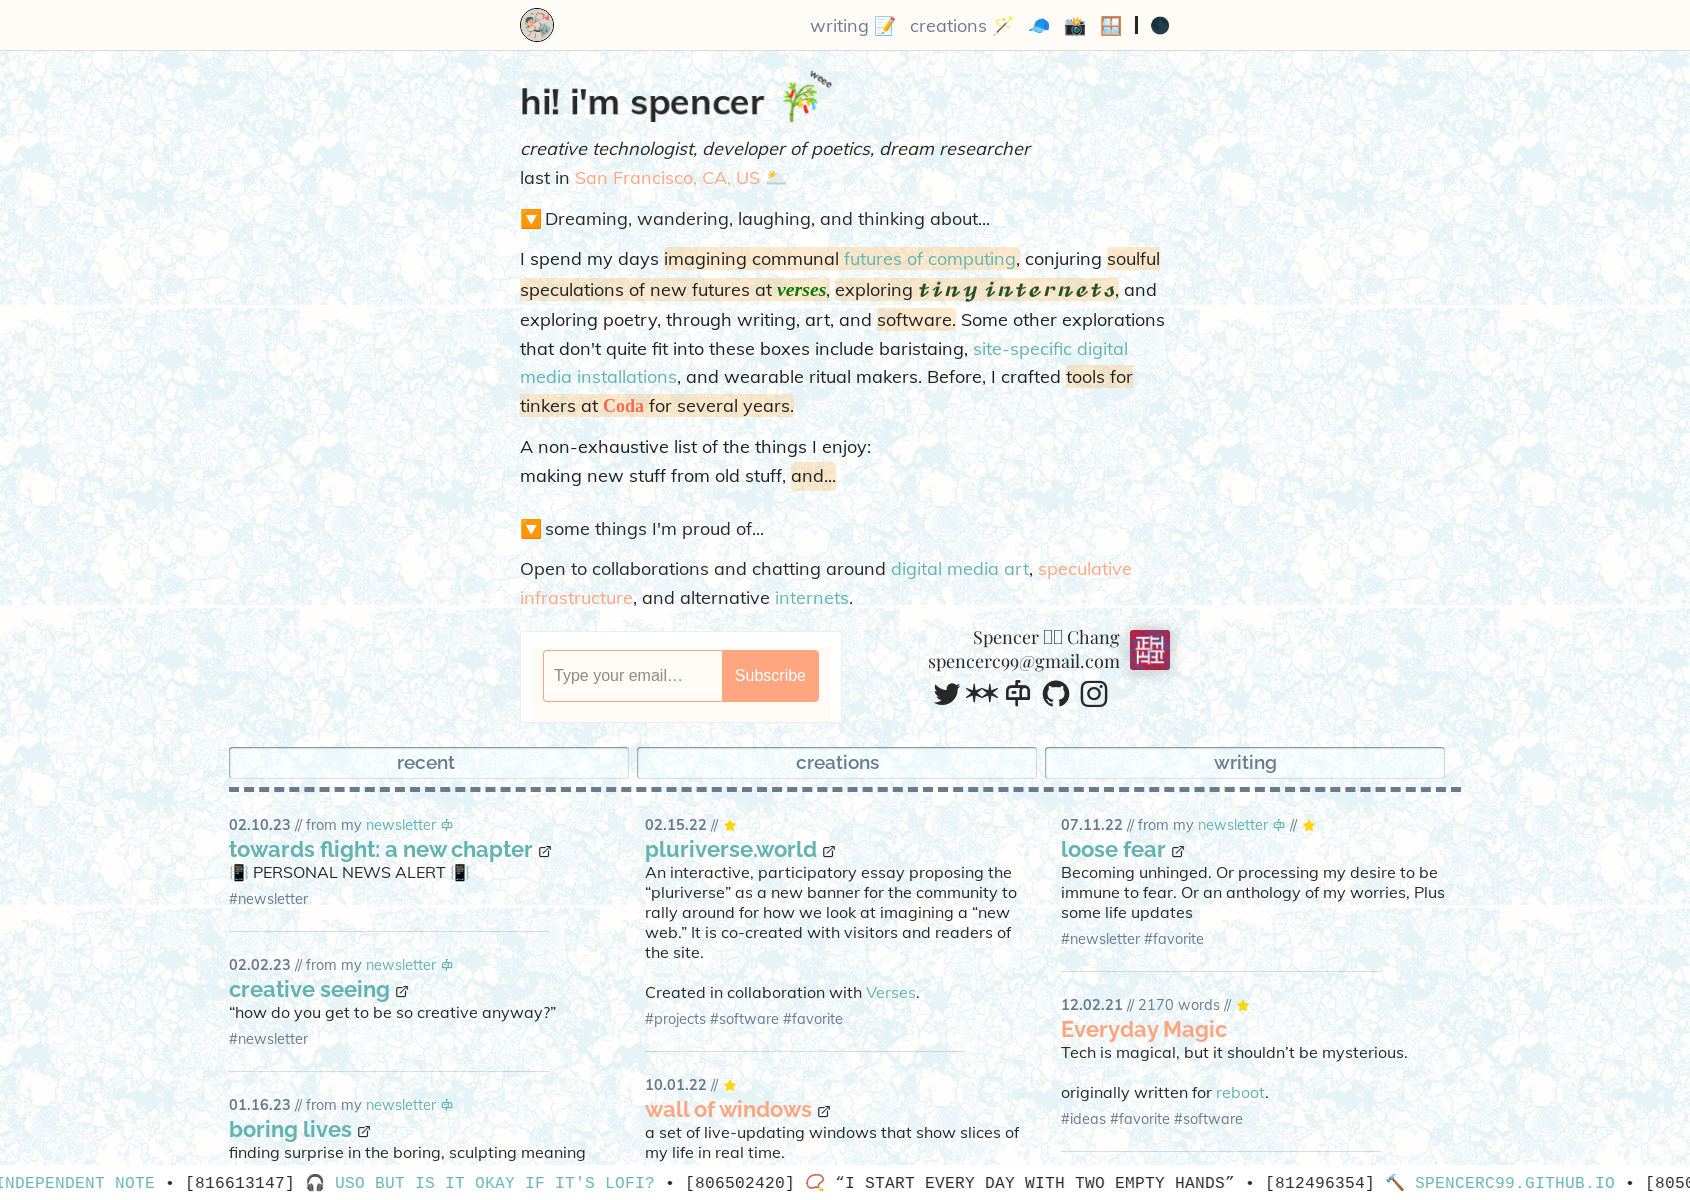 writing 📝 creations 🪄 🧢 📸 🪟 | 🌑
hi! i'm spencer 🎋 weee
creative technologist, developer of poetics, dream researcher
last in San Francisco, CA, US 🌥️
🔽 Dreaming, wandering, laughing, and thinking about...
I spend my days imagining communal futures of computing, conjuring soulful
speculations of new futures at verses, exploring tiny internets, and
exploring poetry, through writing, art, and software. Some other explorations
that don't quite fit into these boxes include baristaing, site-specific digital
media installations, and wearable ritual makers. Before, I crafted tools for
tinkers at Coda for several years.
A non-exhaustive list of the things I enjoy:
making new stuff from old stuff, and...
🔽 some things I'm proud of...
Open to collaborations and chatting around digital media art, speculative
infrastructure, and alternative internets.
Type your email…
Subscribe
Spencer Chang
spencerc99@gmail.com
recent
creations
writing
02.10.23 // from my newsletter
towards flight: a new chapter
📳 PERSONAL NEWS ALERT 📳
#newsletter
02.02.23 // from my newsletter
creative seeing
“how do you get to be so creative anyway?”
#newsletter
01.16.23 // from my newsletter
boring lives
finding surprise in the boring, sculpting meaning
02.15.22 // ⭐
pluriverse.world
An interactive, participatory essay proposing the
“pluriverse” as a new banner for the community to
rally around for how we look at imagining a “new
web.” It is co-created with visitors and readers of
the site.
Created in collaboration with Verses.
#projects #software #favorite
10.01.22 // ⭐
wall of windows
a set of live-updating windows that show slices of
my life in real time.
07.11.22 // from my newsletter // ⭐
loose fear
Becoming unhinged. Or processing my desire to be
immune to fear. Or an anthology of my worries, Plus
some life updates
#newsletter #favorite
12.02.21 // 2170 words // ⭐
Everyday Magic
Tech is magical, but it shouldn’t be mysterious.
originally written for reboot.
#ideas #favorite #software
INDEPENDENT NOTE • [816613147] 🎧 USO BUT IS IT OKAY IF IT'S LOFI? • [806502420] 📿 “I START EVERY DAY WITH TWO EMPTY HANDS” • [812496354] 🔨 SPENCERC99.GITHUB.IO • [8050